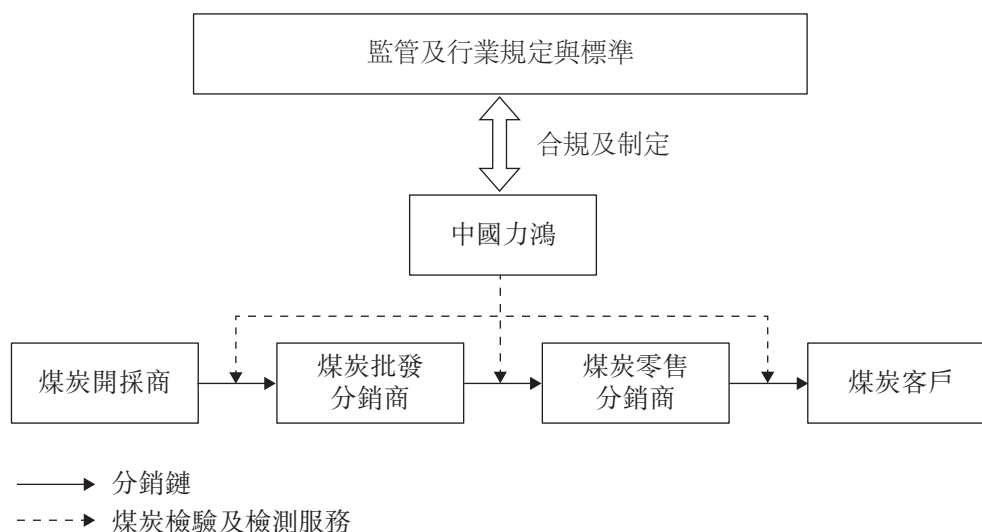 監管及行業規定與標準
合規及制定
中國力鴻
煤炭開採商
煤炭批發
分銷商
煤炭零售
分銷商
煤炭客戶
分銷鏈
煤炭檢驗及檢測服務